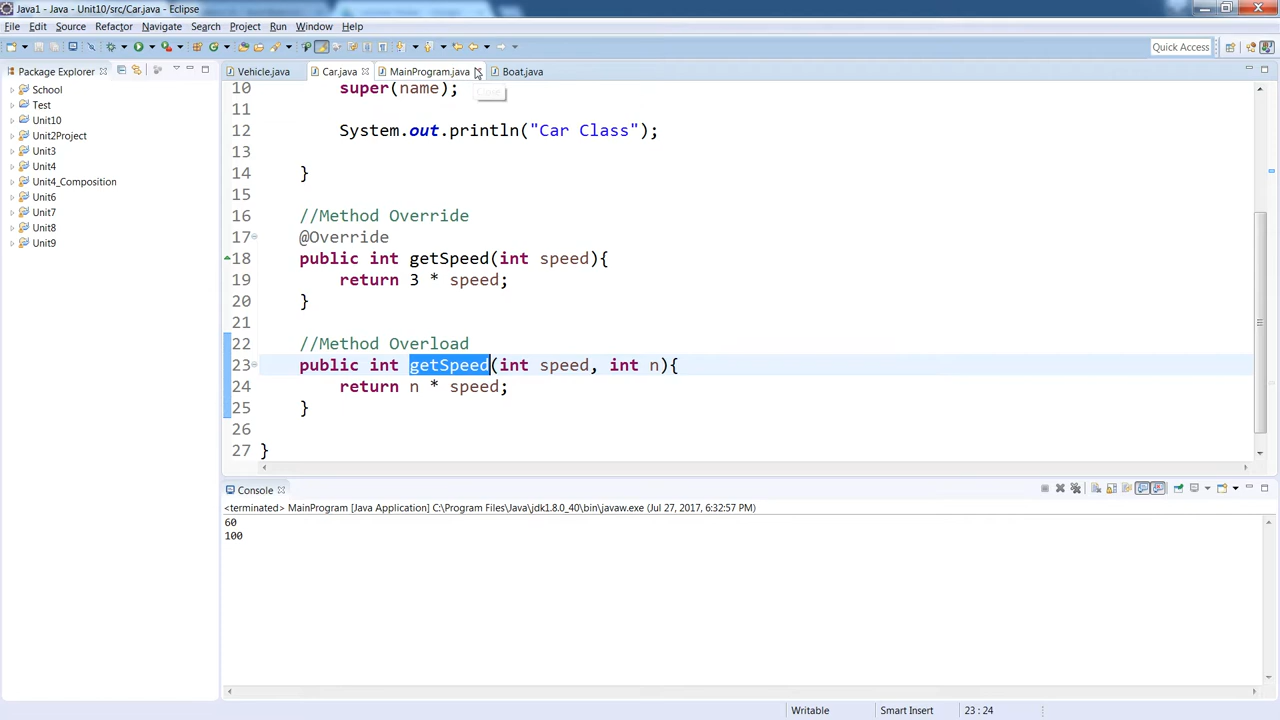 Java1 - Java - Unit10/src/Car.java - Eclipse
File Edit Source Refactor Navigate Search Project Run Window Help
Quick Access
Package Explorer
Vehicle.java Car.java MainProgram.java Boat.java
Close
School
Test
Unit10
Unit2Project
Unit3
Unit4
Unit4_Composition
Unit6
Unit7
Unit8
Unit9
10 super(name);
11
12 System.out.println("Car Class");
13
14 }
15
16 //Method Override
17 @Override
18 public int getSpeed(int speed){
19 return 3 * speed;
20 }
21
22 //Method Overload
23 public int getSpeed(int speed, int n){
24 return n * speed;
25 }
26
27 }
Console
<terminated> MainProgram [Java Application] C:\Program Files\Java\jdk1.8.0_40\bin\javaw.exe (Jul 27, 2017, 6:32:57 PM)
60
100
Writable Smart Insert 23 : 24